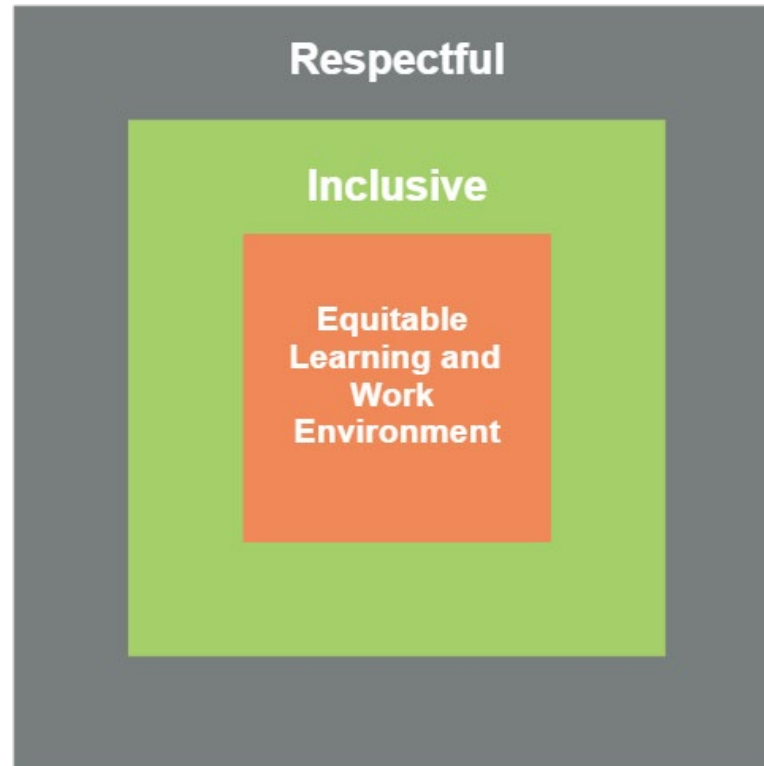 Respectful
Inclusive
Equitable
Learning and
Work
Environment